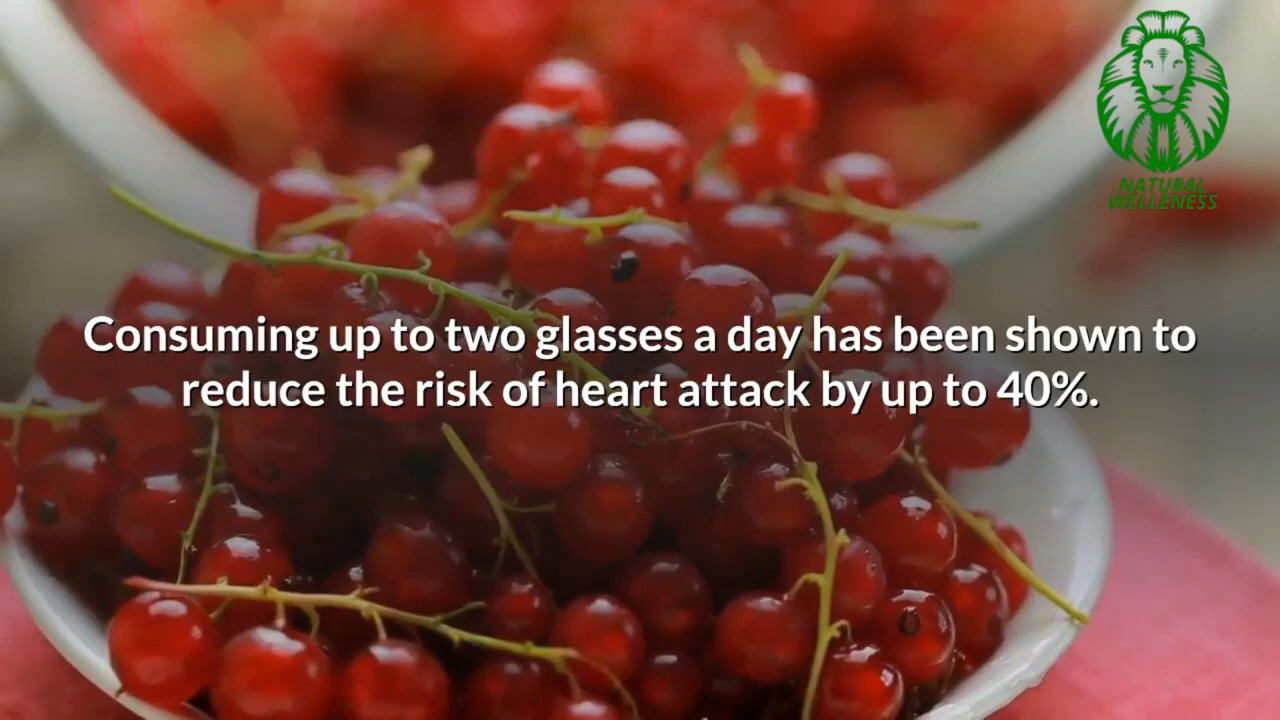 NATURAL
WELLENESS
Consuming up to two glasses a day has been shown to
reduce the risk of heart attack by up to 40%.